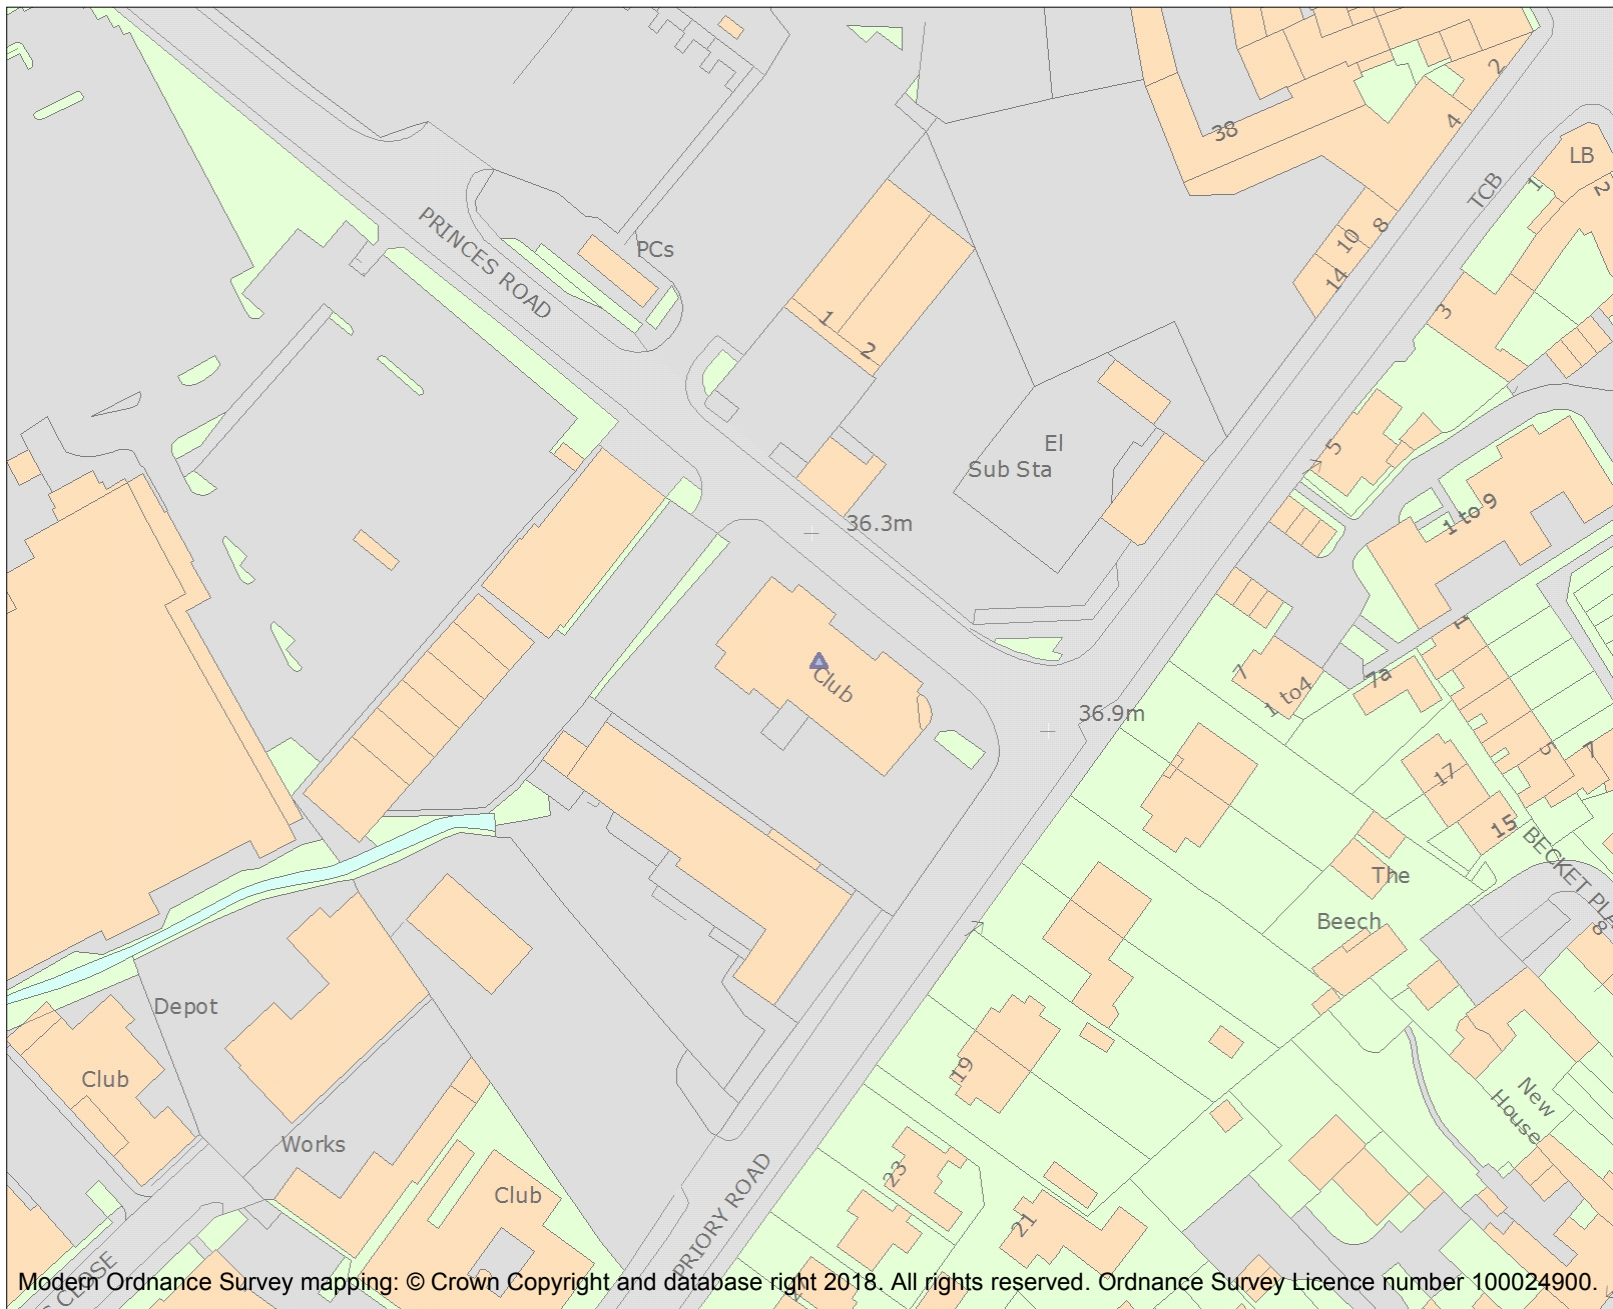 2
4
38
TCB
LB
1
2
PRINCES ROAD
PCs
8
10
14
3
1
2
5
El
Sub Sta
36.3m
1 to 9
1
Club
7
1 to4
7a
36.9m
17
5
7
15
BECKET PLA
The
Beech
8
Depot
Club
19
New
House
Works
Club
23
21
PRIORY ROAD
S CLOSE
Modern Ordnance Survey mapping: © Crown Copyright and database right 2018. All rights reserved. Ordnance Survey Licence number 100024900.